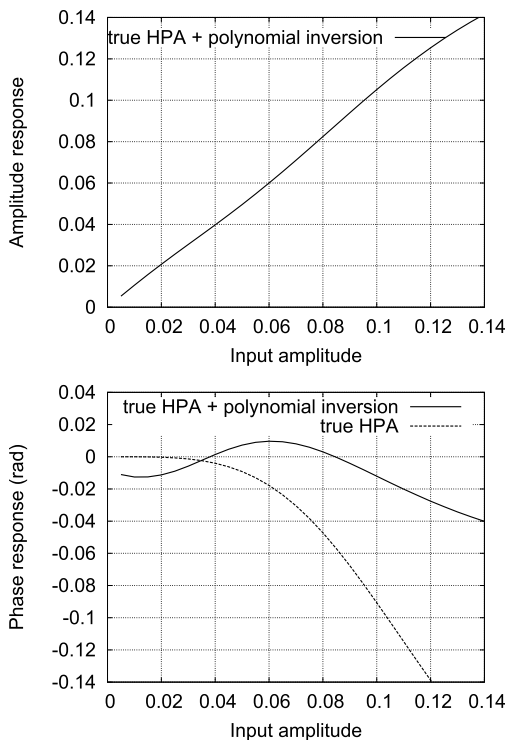 0.14
true HPA + polynomial inversion
0.12
0.1
0.08
0.06
0.04
0.02
0
Amplitude response
0 0.02 0.04 0.06 0.08 0.1 0.12 0.14
Input amplitude
0.04
true HPA + polynomial inversion
0.02
true HPA
0
-0.02
-0.04
-0.06
-0.08
-0.1
-0.12
-0.14
Phase response (rad)
0 0.02 0.04 0.06 0.08 0.1 0.12 0.14
Input amplitude